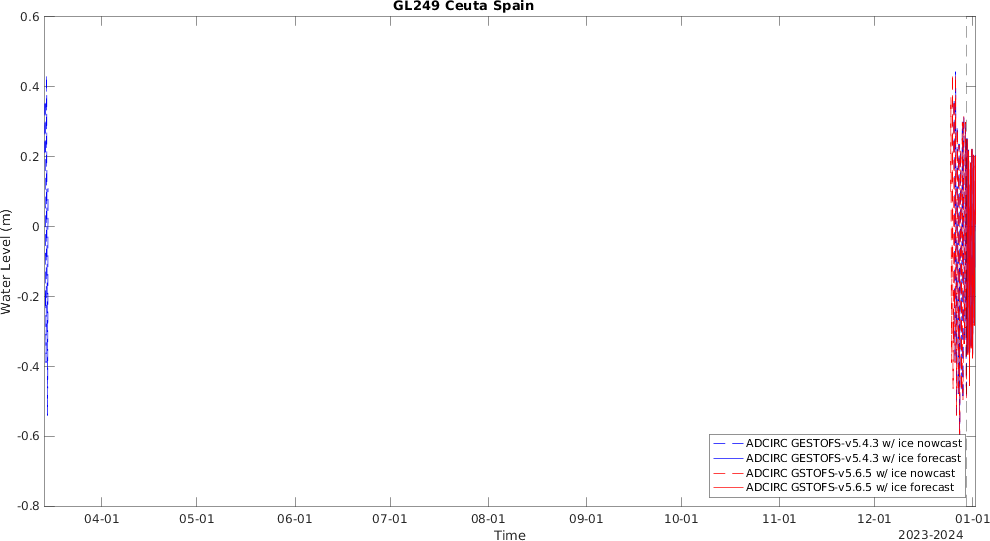 GL249 Ceuta Spain
0.6
0.4
0.2
0
-0.2
-0.4
-0.6
-0.8
Water Level (m)
ADCIRC GESTOFS-v5.4.3 w/ ice nowcast
ADCIRC GESTOFS-v5.4.3 w/ ice forecast
ADCIRC GSTOFS-v5.6.5 w/ ice nowcast
ADCIRC GSTOFS-v5.6.5 w/ ice forecast
04-01 05-01 06-01 07-01 08-01 09-01 10-01 11-01 12-01 01-01
Time
2023-2024